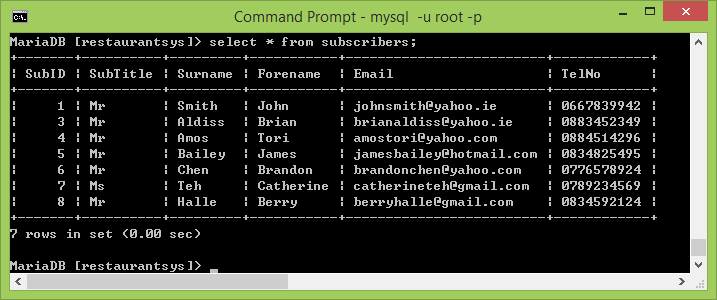 Command Prompt - mysql  -u root -p
MariaDB [restaurantsys]> select * from subscribers;
+-------+----------+---------+-----------+-------------------------+------------+
| SubID | SubTitle | Surname | Forename  | Email                   | TelNo      |
+-------+----------+---------+-----------+-------------------------+------------+
|     1 | Mr       | Smith   | John      | johnsmith@yahoo.ie      | 0667839942 |
|     3 | Mr       | Aldiss  | Brian     | brianaldiss@yahoo.ie    | 0883452349 |
|     4 | Mr       | Amos    | Tori      | amostori@yahoo.com      | 0884514296 |
|     5 | Mr       | Bailey  | James     | jamesbailey@hotmail.com | 0834825495 |
|     6 | Mr       | Chen    | Brandon   | brandonchen@yahoo.com   | 0776578924 |
|     7 | Ms       | Teh     | Catherine | catherineteh@gmail.com  | 0789234569 |
|     8 | Mr       | Halle   | Berry     | berryhalle@gmail.com    | 0834592124 |
+-------+----------+---------+-----------+-------------------------+------------+
7 rows in set (0.00 sec)
MariaDB [restaurantsys]> _